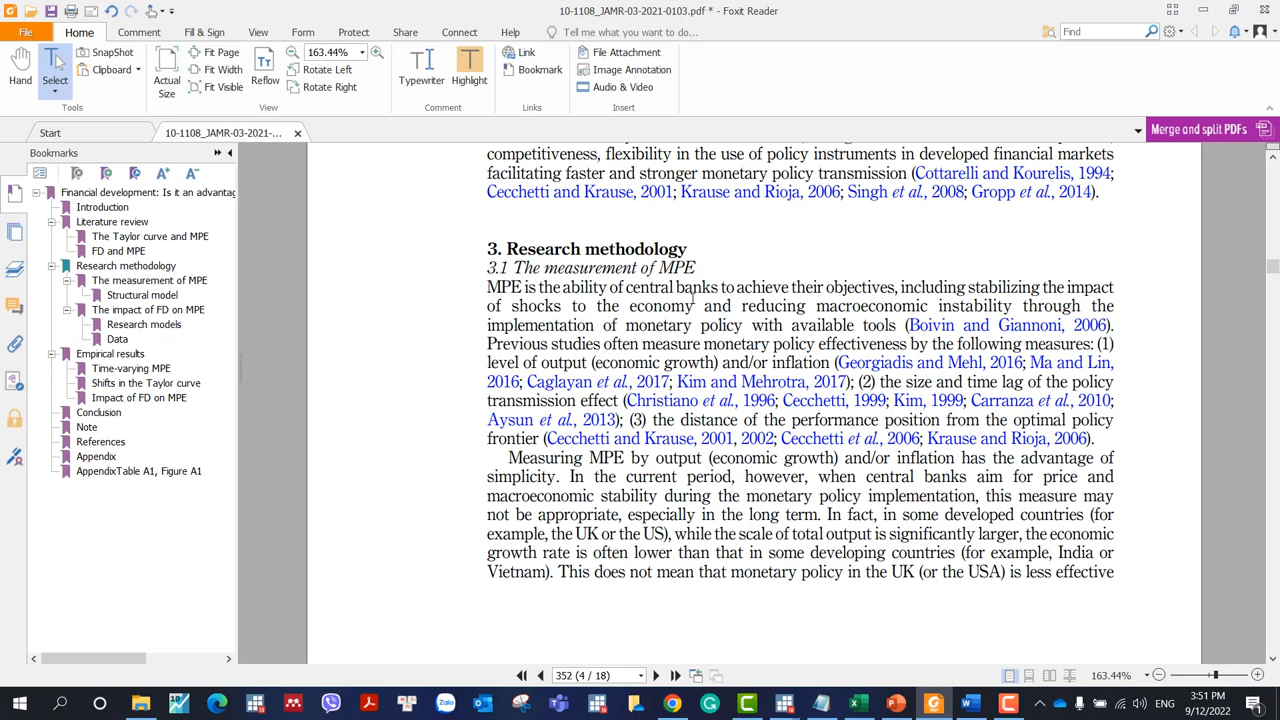 10-1108_JAMR-03-2021-0103.pdf * - Foxit Reader
File Home Comment Fill & Sign View Form Protect Share Connect Help Tell me what you want to do... Find
Hand
Select
SnapShot
Clipboard
Tools
Actual Size
Fit Page
Fit Width
Fit Visible
Reflow
163.44%
Rotate Left
Rotate Right
View
Typewriter
Highlight
Comment
Link
Bookmark
Links
File Attachment
Image Annotation
Audio & Video
Insert
Start
10-1108_JAMR-03-2021-...
Merge and split PDFs
Bookmarks
Financial development: Is it an advantag
Introduction
Literature review
The Taylor curve and MPE
FD and MPE
Research methodology
The measurement of MPE
Structural model
The impact of FD on MPE
Research models
Data
Empirical results
Time-varying MPE
Shifts in the Taylor curve
Impact of FD on MPE
Conclusion
Note
References
Appendix
AppendixTable A1, Figure A1
competitiveness, flexibility in the use of policy instruments in developed financial markets
facilitating faster and stronger monetary policy transmission (Cottarelli and Kourelis, 1994;
Cecchetti and Krause, 2001; Krause and Rioja, 2006; Singh et al., 2008; Gropp et al., 2014).
3. Research methodology
3.1 The measurement of MPE
MPE is the ability of central banks to achieve their objectives, including stabilizing the impact
of shocks to the economy and reducing macroeconomic instability through the
implementation of monetary policy with available tools (Boivin and Giannoni, 2006).
Previous studies often measure monetary policy effectiveness by the following measures: (1)
level of output (economic growth) and/or inflation (Georgiadis and Mehl, 2016; Ma and Lin,
2016; Caglayan et al., 2017; Kim and Mehrotra, 2017); (2) the size and time lag of the policy
transmission effect (Christiano et al., 1996; Cecchetti, 1999; Kim, 1999; Carranza et al., 2010;
Aysun et al., 2013); (3) the distance of the performance position from the optimal policy
frontier (Cecchetti and Krause, 2001, 2002; Cecchetti et al., 2006; Krause and Rioja, 2006).
Measuring MPE by output (economic growth) and/or inflation has the advantage of
simplicity. In the current period, however, when central banks aim for price and
macroeconomic stability during the monetary policy implementation, this measure may
not be appropriate, especially in the long term. In fact, in some developed countries (for
example, the UK or the US), while the scale of total output is significantly larger, the economic
growth rate is often lower than that in some developing countries (for example, India or
Vietnam). This does not mean that monetary policy in the UK (or the USA) is less effective
352 (4 / 18)
163.44%
ENG
3:51 PM
9/12/2022